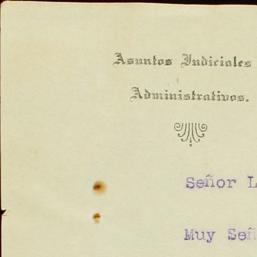 Asuntos Judiciales
Administrativos.
Señor L
Muy Señ